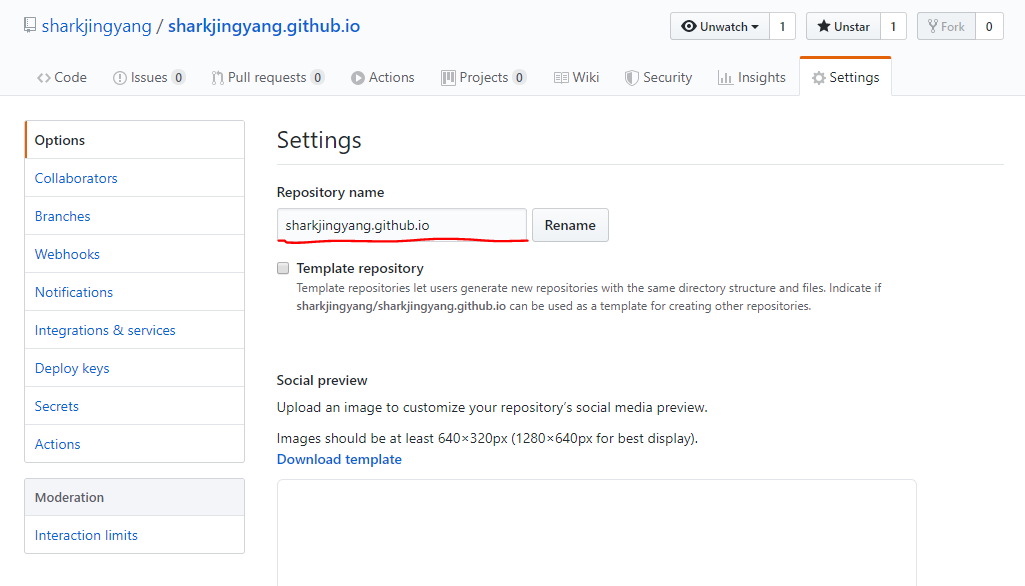 sharkjingyang / sharkjingyang.github.io
Unwatch 1 Unstar 1 Fork 0
Code Issues 0 Pull requests 0 Actions Projects 0 Wiki Security Insights Settings
Options
Collaborators
Branches
Webhooks
Notifications
Integrations & services
Deploy keys
Secrets
Actions
Moderation
Interaction limits
Settings
Repository name
sharkjingyang.github.io Rename
Template repository
Template repositories let users generate new repositories with the same directory structure and files. Indicate if
sharkjingyang/sharkjingyang.github.io can be used as a template for creating other repositories.
Social preview
Upload an image to customize your repository’s social media preview.
Images should be at least 640×320px (1280×640px for best display).
Download template